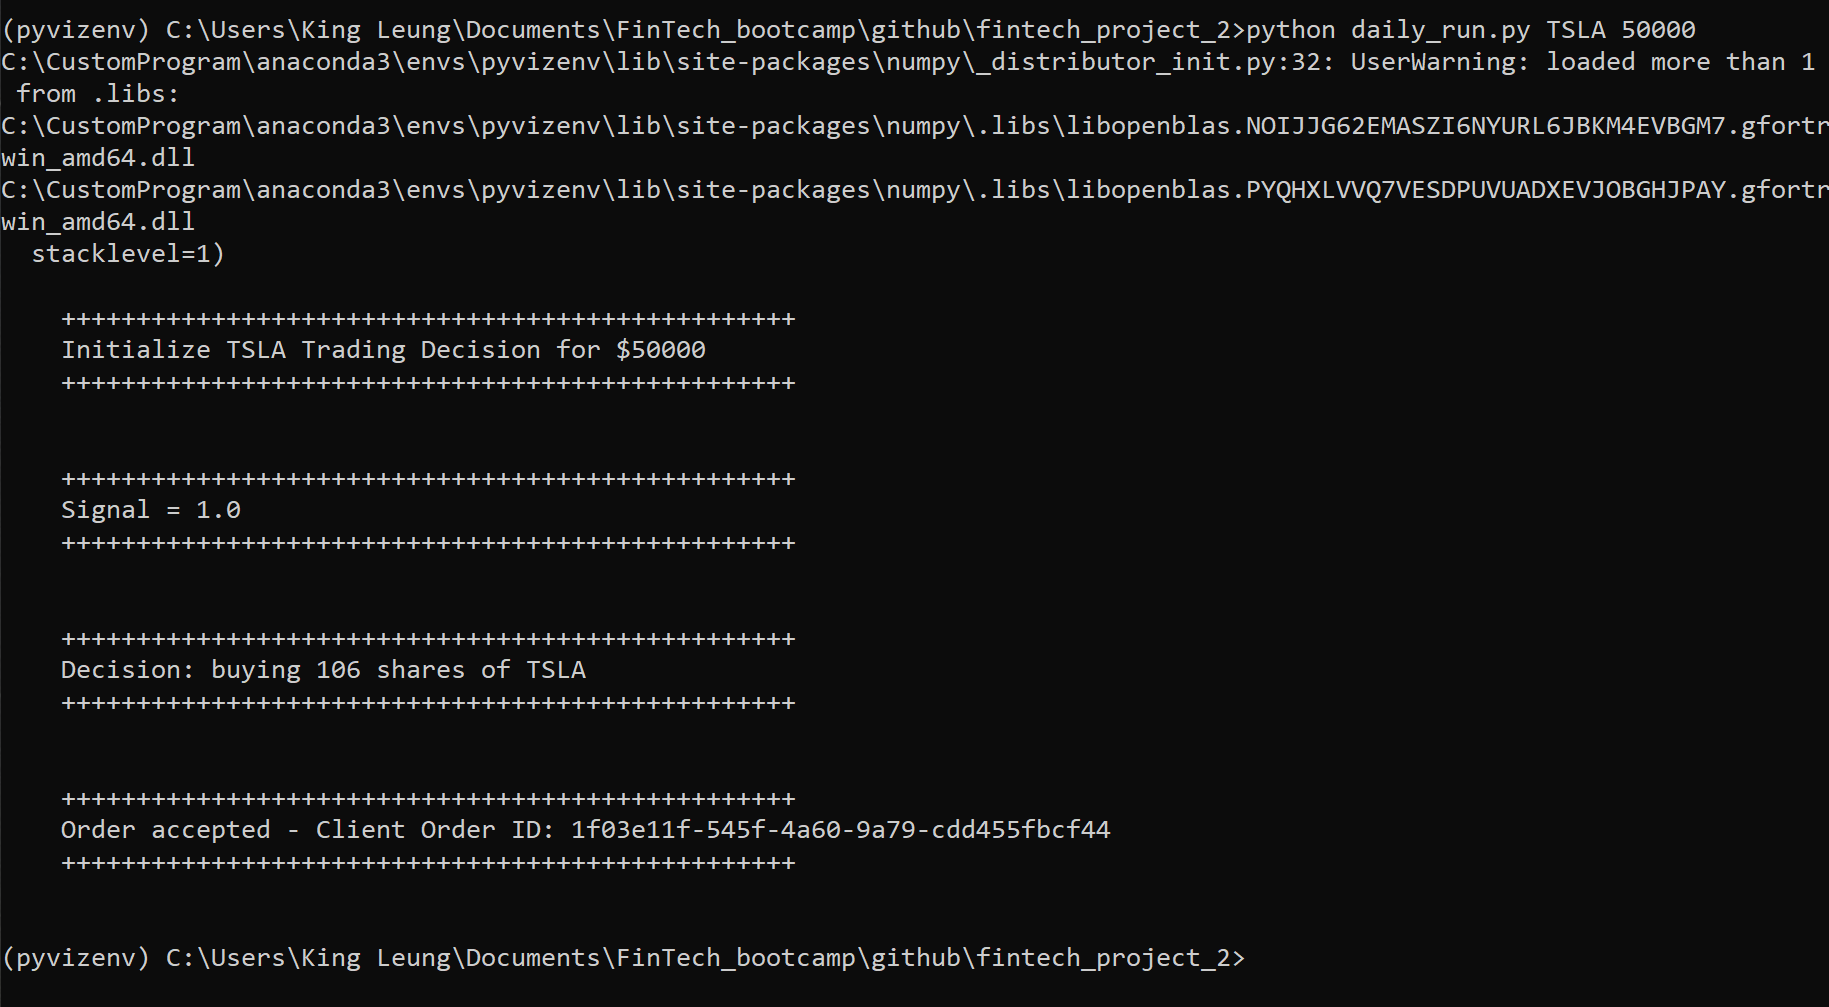 (pyvizenv) C:\Users\King Leung\Documents\FinTech_bootcamp\github\fintech_project_2>python daily_run.py TSLA 50000
C:\CustomProgram\anaconda3\envs\pyvizenv\lib\site-packages\numpy\_distributor_init.py:32: UserWarning: loaded more than 1
 from .libs:
C:\CustomProgram\anaconda3\envs\pyvizenv\lib\site-packages\numpy\.libs\libopenblas.NOIJJG62EMASZI6NYURL6JBKM4EVBGM7.gfortr
win_amd64.dll
C:\CustomProgram\anaconda3\envs\pyvizenv\lib\site-packages\numpy\.libs\libopenblas.PYQHXLVVQ7VESDPUVUADXEVJOBGHJPAY.gfortr
win_amd64.dll
  stacklevel=1)
    +++++++++++++++++++++++++++++++++++++++++++++++++
    Initialize TSLA Trading Decision for $50000
    +++++++++++++++++++++++++++++++++++++++++++++++++
    +++++++++++++++++++++++++++++++++++++++++++++++++
    Signal = 1.0
    +++++++++++++++++++++++++++++++++++++++++++++++++
    +++++++++++++++++++++++++++++++++++++++++++++++++
    Decision: buying 106 shares of TSLA
    +++++++++++++++++++++++++++++++++++++++++++++++++
    +++++++++++++++++++++++++++++++++++++++++++++++++
    Order accepted - Client Order ID: 1f03e11f-545f-4a60-9a79-cdd455fbcf44
    +++++++++++++++++++++++++++++++++++++++++++++++++
(pyvizenv) C:\Users\King Leung\Documents\FinTech_bootcamp\github\fintech_project_2>